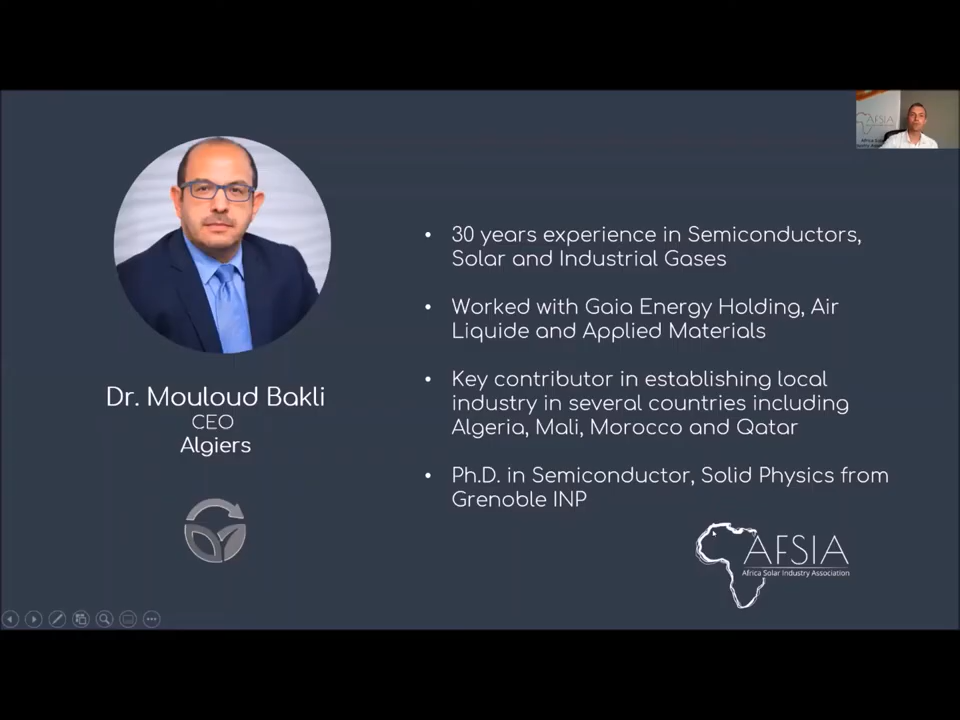 Dr. Mouloud Bakli
CEO
Algiers
• 30 years experience in Semiconductors,
Solar and Industrial Gases
• Worked with Gaia Energy Holding, Air
Liquide and Applied Materials
• Key contributor in establishing local
industry in several countries including
Algeria, Mali, Morocco and Qatar
• Ph.D. in Semiconductor, Solid Physics from
Grenoble INP
AFSIA
Africa Solar Industry Association
AFSIA